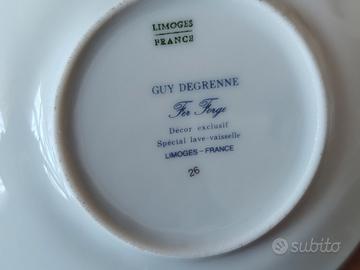 LIMOGES
FRANCE
GUY DEGRENNE
Fer Forge
Décor exclusif
Spécial lave-vaisselle
LIMOGES-FRANCE
26
subito